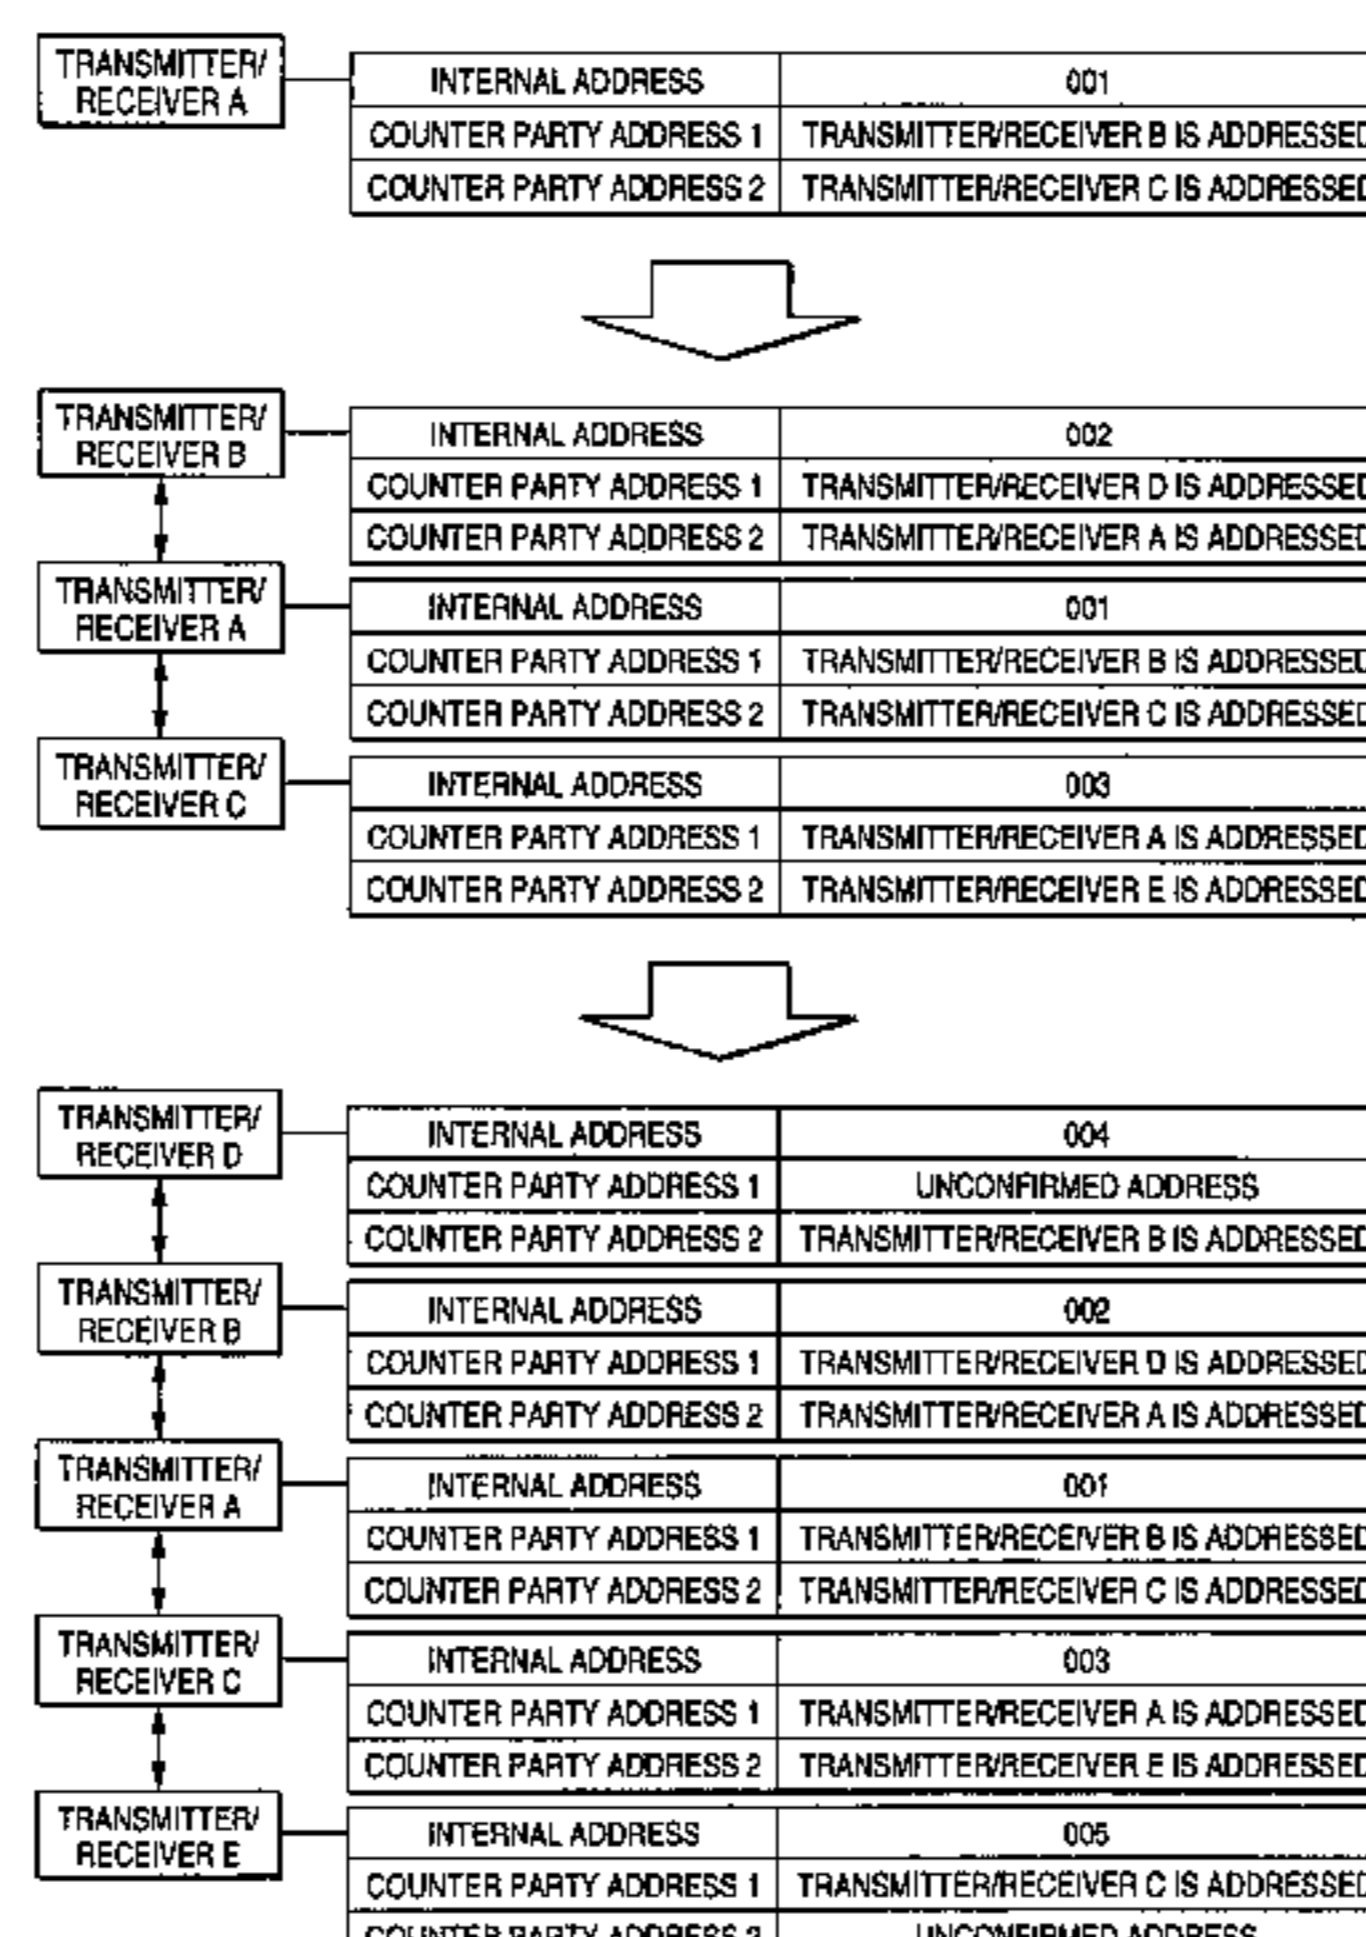 TRANSMITTER/
RECEIVER A
INTERNAL ADDRESS 001
COUNTER PARTY ADDRESS 1 TRANSMITTER/RECEIVER B IS ADDRESSED
COUNTER PARTY ADDRESS 2 TRANSMITTER/RECEIVER C IS ADDRESSED
TRANSMITTER/
RECEIVER B
INTERNAL ADDRESS 002
COUNTER PARTY ADDRESS 1 TRANSMITTER/RECEIVER D IS ADDRESSED
COUNTER PARTY ADDRESS 2 TRANSMITTER/RECEIVER A IS ADDRESSED
TRANSMITTER/
RECEIVER A
INTERNAL ADDRESS 001
COUNTER PARTY ADDRESS 1 TRANSMITTER/RECEIVER B IS ADDRESSED
COUNTER PARTY ADDRESS 2 TRANSMITTER/RECEIVER C IS ADDRESSED
TRANSMITTER/
RECEIVER C
INTERNAL ADDRESS 003
COUNTER PARTY ADDRESS 1 TRANSMITTER/RECEIVER A IS ADDRESSED
COUNTER PARTY ADDRESS 2 TRANSMITTER/RECEIVER E IS ADDRESSED
TRANSMITTER/
RECEIVER D
INTERNAL ADDRESS 004
COUNTER PARTY ADDRESS 1 UNCONFIRMED ADDRESS
COUNTER PARTY ADDRESS 2 TRANSMITTER/RECEIVER B IS ADDRESSED
TRANSMITTER/
RECEIVER B
INTERNAL ADDRESS 002
COUNTER PARTY ADDRESS 1 TRANSMITTER/RECEIVER D IS ADDRESSED
COUNTER PARTY ADDRESS 2 TRANSMITTER/RECEIVER A IS ADDRESSED
TRANSMITTER/
RECEIVER A
INTERNAL ADDRESS 001
COUNTER PARTY ADDRESS 1 TRANSMITTER/RECEIVER B IS ADDRESSED
COUNTER PARTY ADDRESS 2 TRANSMITTER/RECEIVER C IS ADDRESSED
TRANSMITTER/
RECEIVER C
INTERNAL ADDRESS 003
COUNTER PARTY ADDRESS 1 TRANSMITTER/RECEIVER A IS ADDRESSED
COUNTER PARTY ADDRESS 2 TRANSMITTER/RECEIVER E IS ADDRESSED
TRANSMITTER/
RECEIVER E
INTERNAL ADDRESS 005
COUNTER PARTY ADDRESS 1 TRANSMITTER/RECEIVER C IS ADDRESSED
COUNTER PARTY ADDRESS 2 UNCONFIRMED ADDRESS